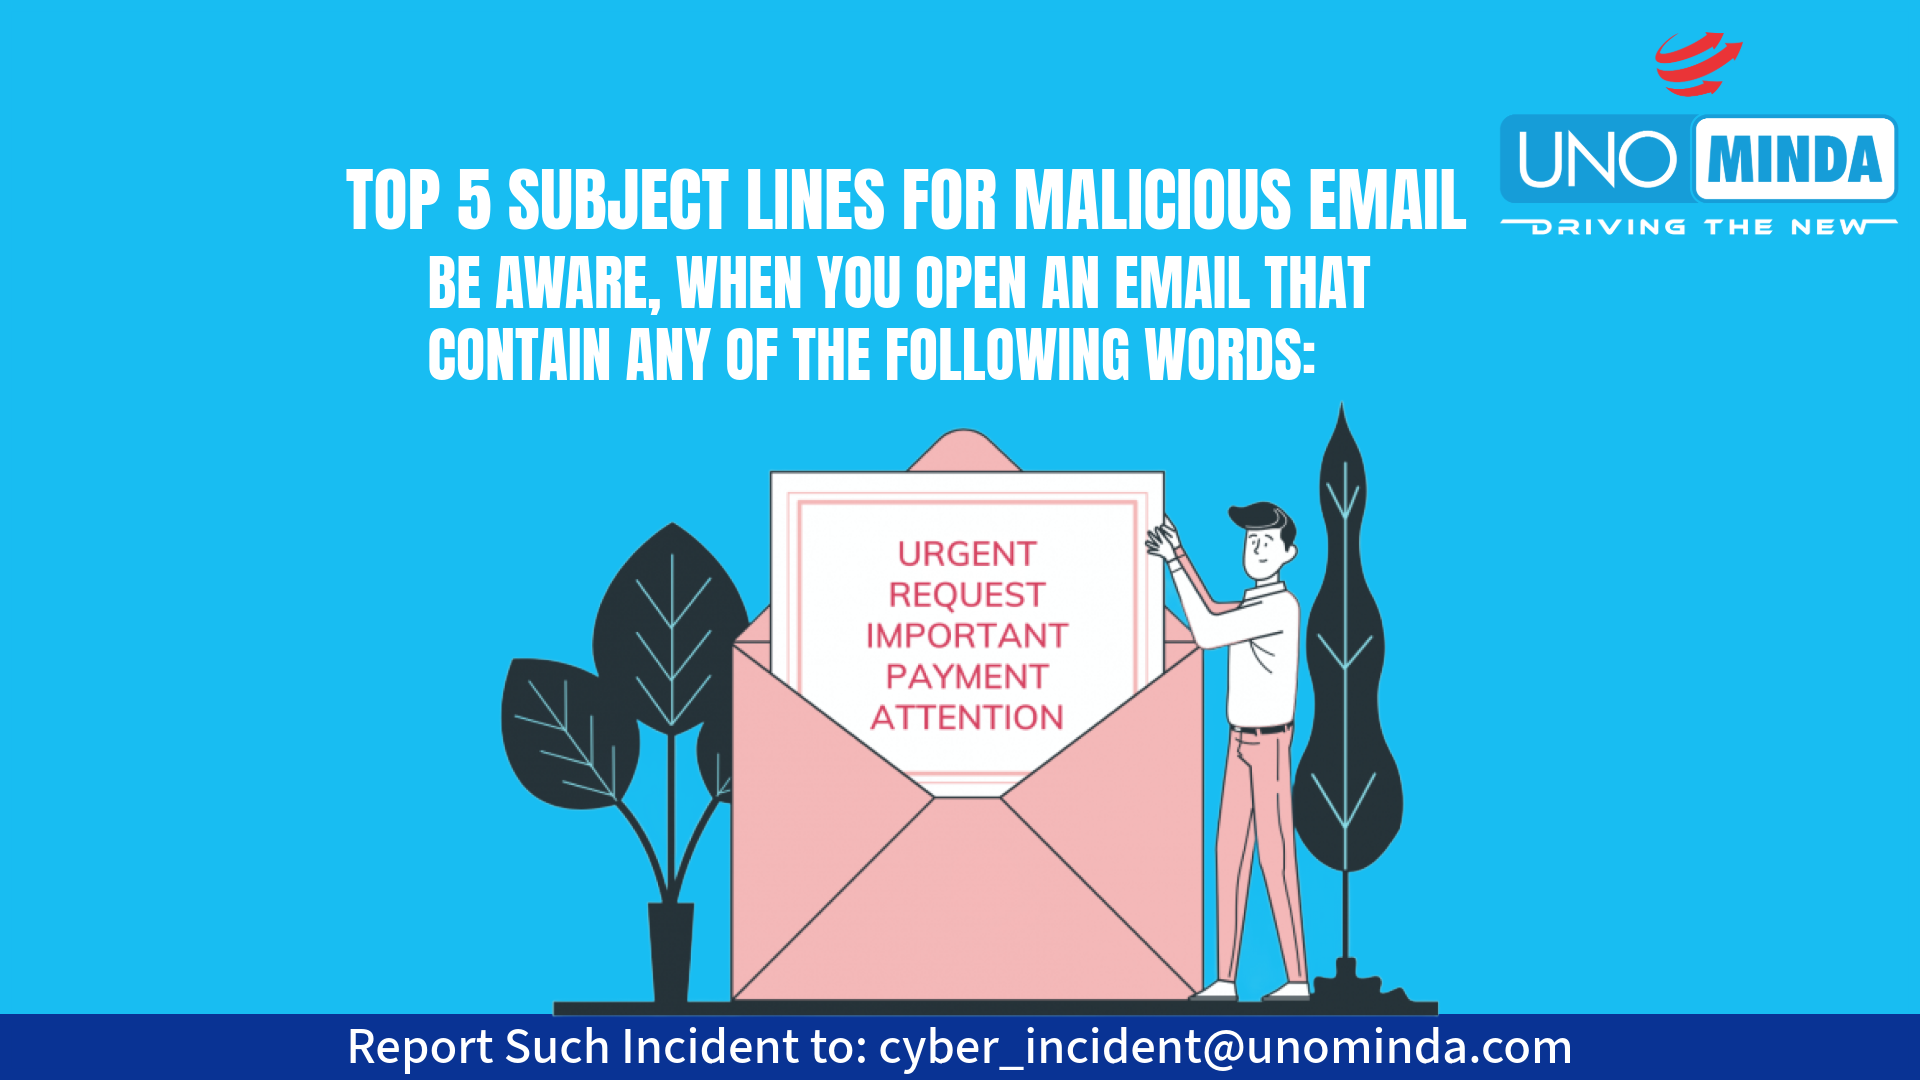 UNO MINDA
DRIVING THE NEW
TOP 5 SUBJECT LINES FOR MALICIOUS EMAIL
BE AWARE, WHEN YOU OPEN AN EMAIL THAT
CONTAIN ANY OF THE FOLLOWING WORDS:
URGENT
REQUEST
IMPORTANT
PAYMENT
ATTENTION
Report Such Incident to: cyber_incident@unominda.com